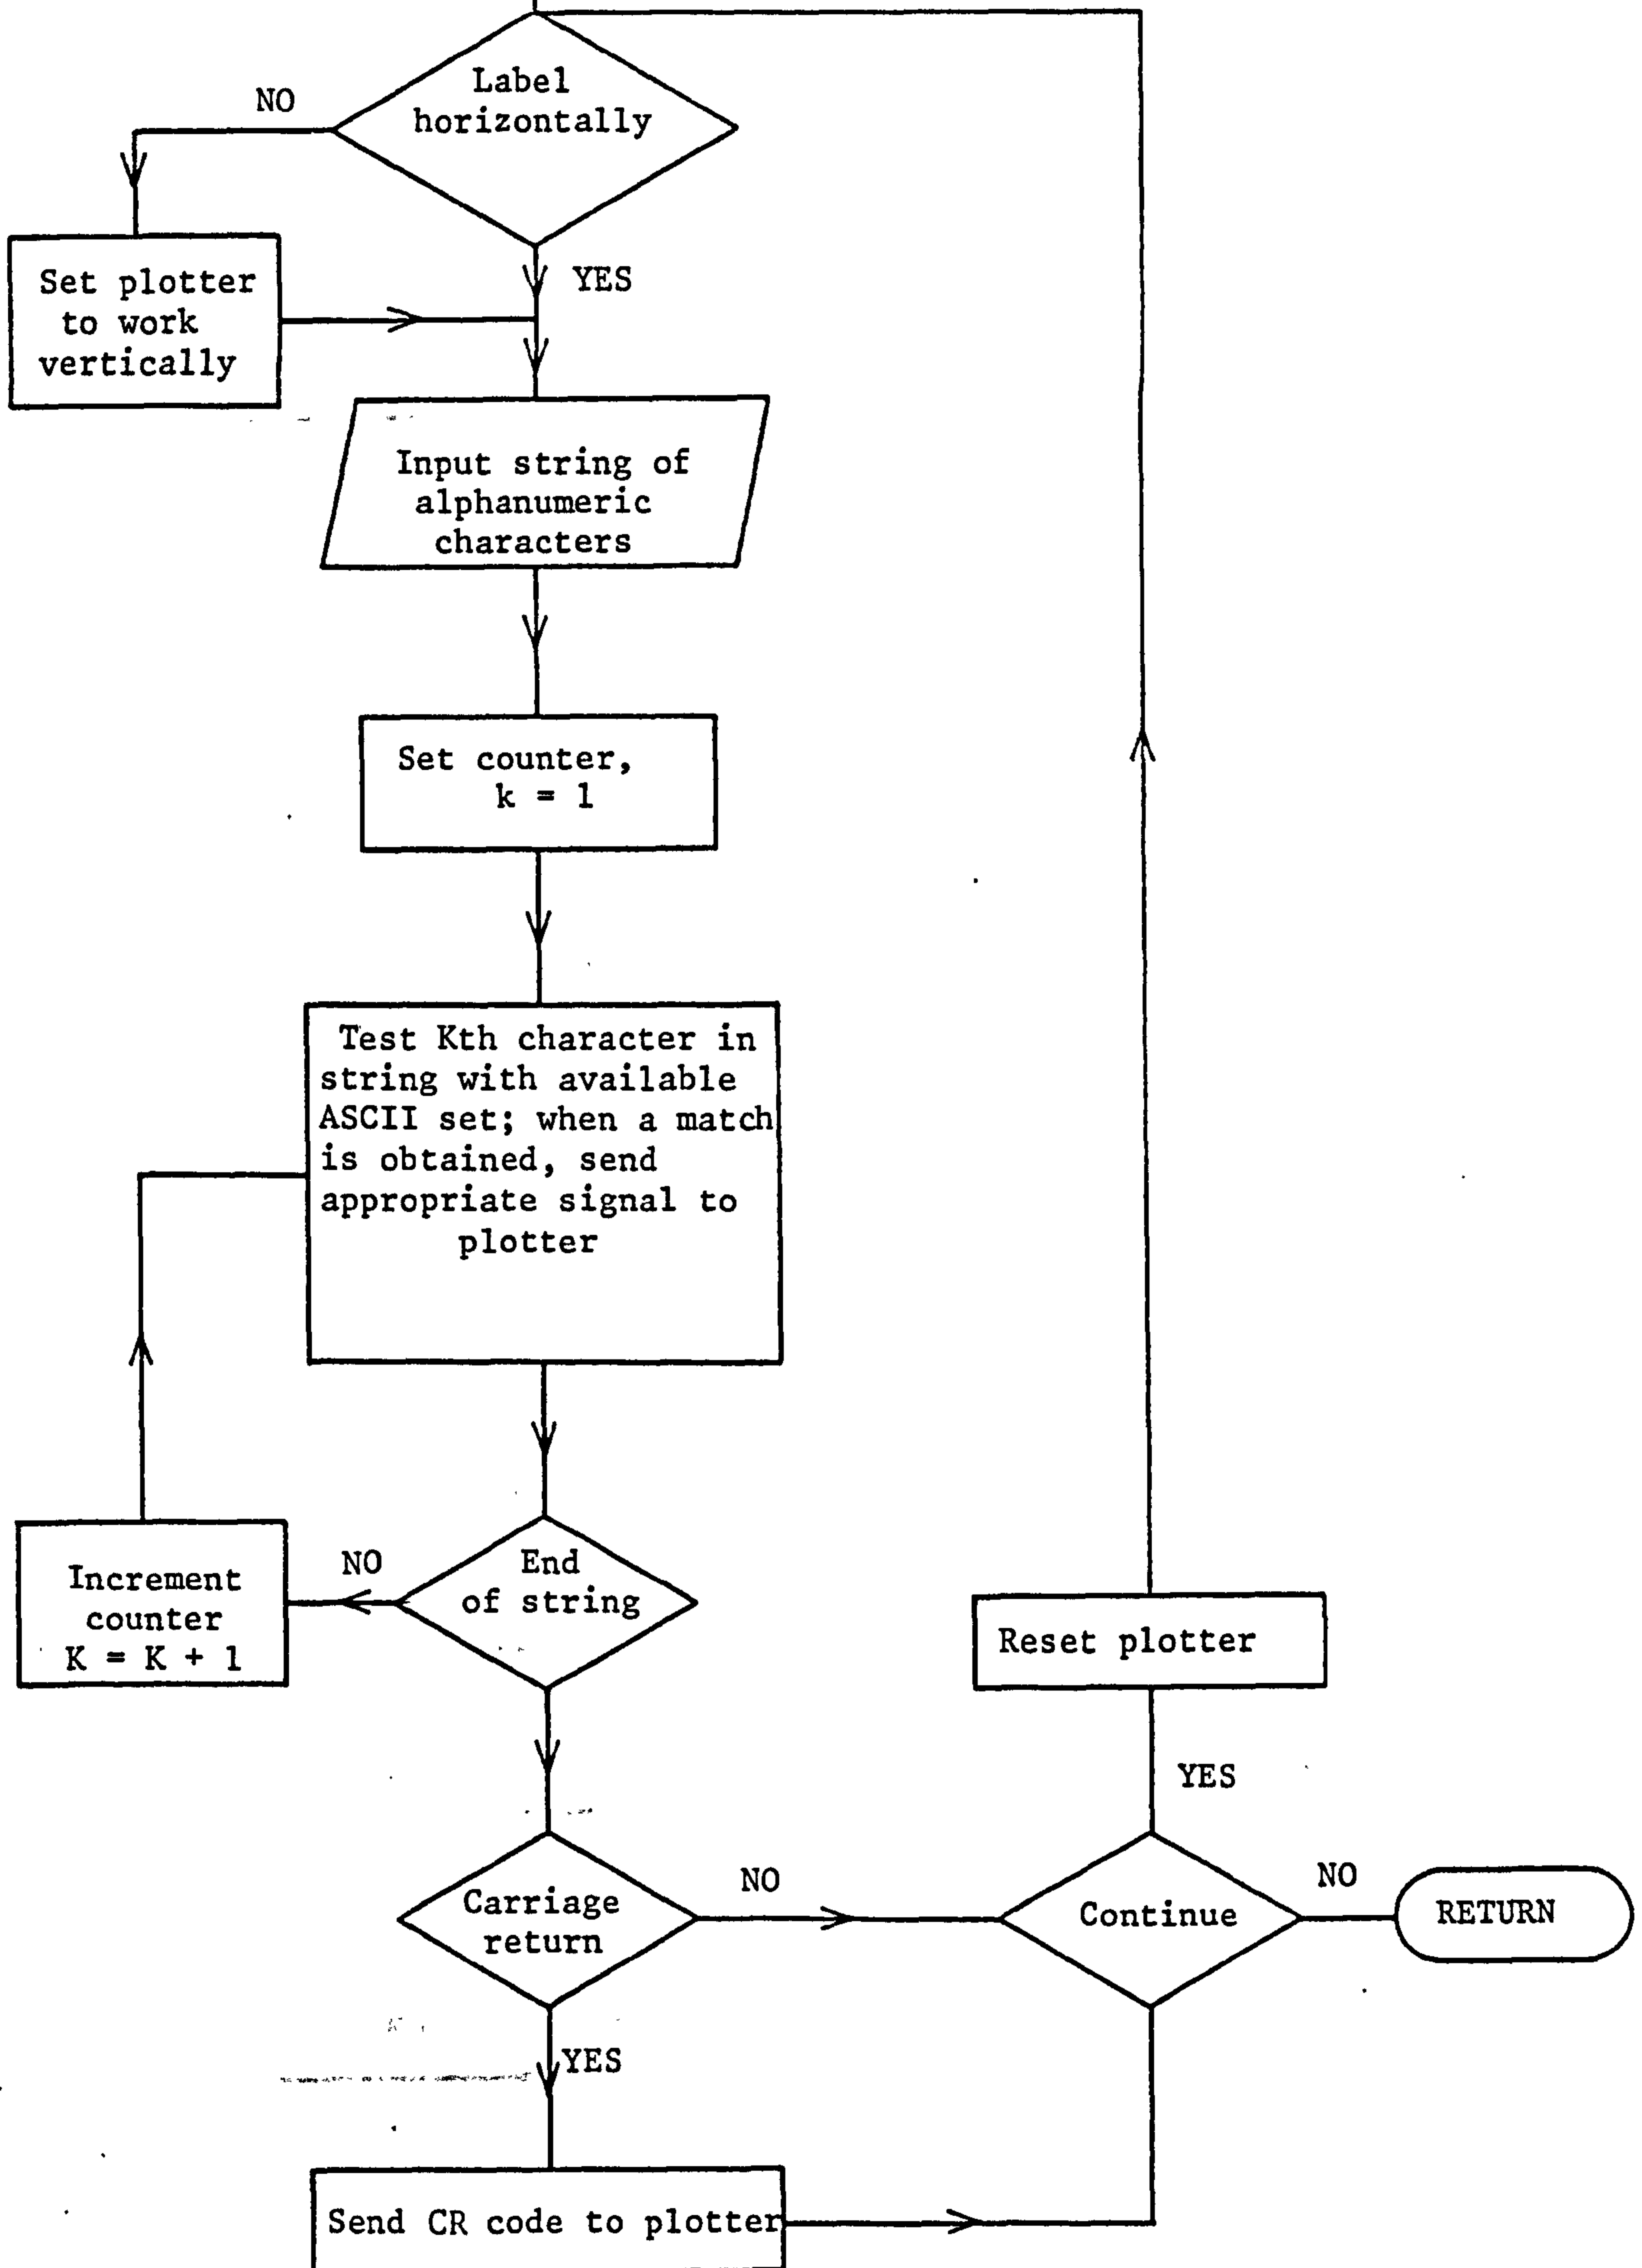 Label
horizontally
NO
YES
Set plotter
to work
vertically
Input string of
alphanumeric
characters
Set counter,
k = 1
Test Kth character in
string with available
ASCII set; when a match
is obtained, send
appropriate signal to
plotter
End
of string
NO
Increment
counter
K = K + 1
Reset plotter
YES
Carriage
return
NO
Continue
NO
RETURN
YES
Send CR code to plotter